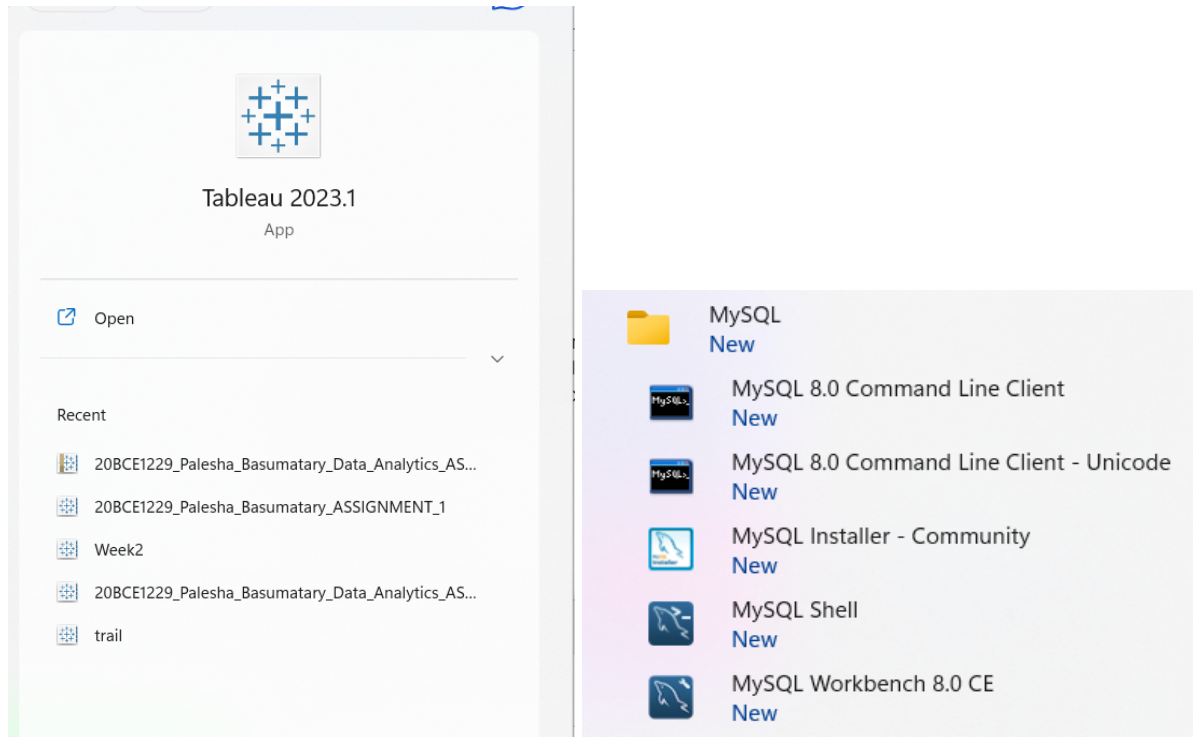 Tableau 2023.1
App
Open
Recent
20BCE1229_Palesha_Basumatary_Data_Analytics_AS...
20BCE1229_Palesha_Basumatary_ASSIGNMENT_1
Week2
20BCE1229_Palesha_Basumatary_Data_Analytics_AS...
trail
MySQL
New
MySQL 8.0 Command Line Client
New
MySQL 8.0 Command Line Client - Unicode
New
MySQL Installer - Community
New
MySQL Shell
New
MySQL Workbench 8.0 CE
New